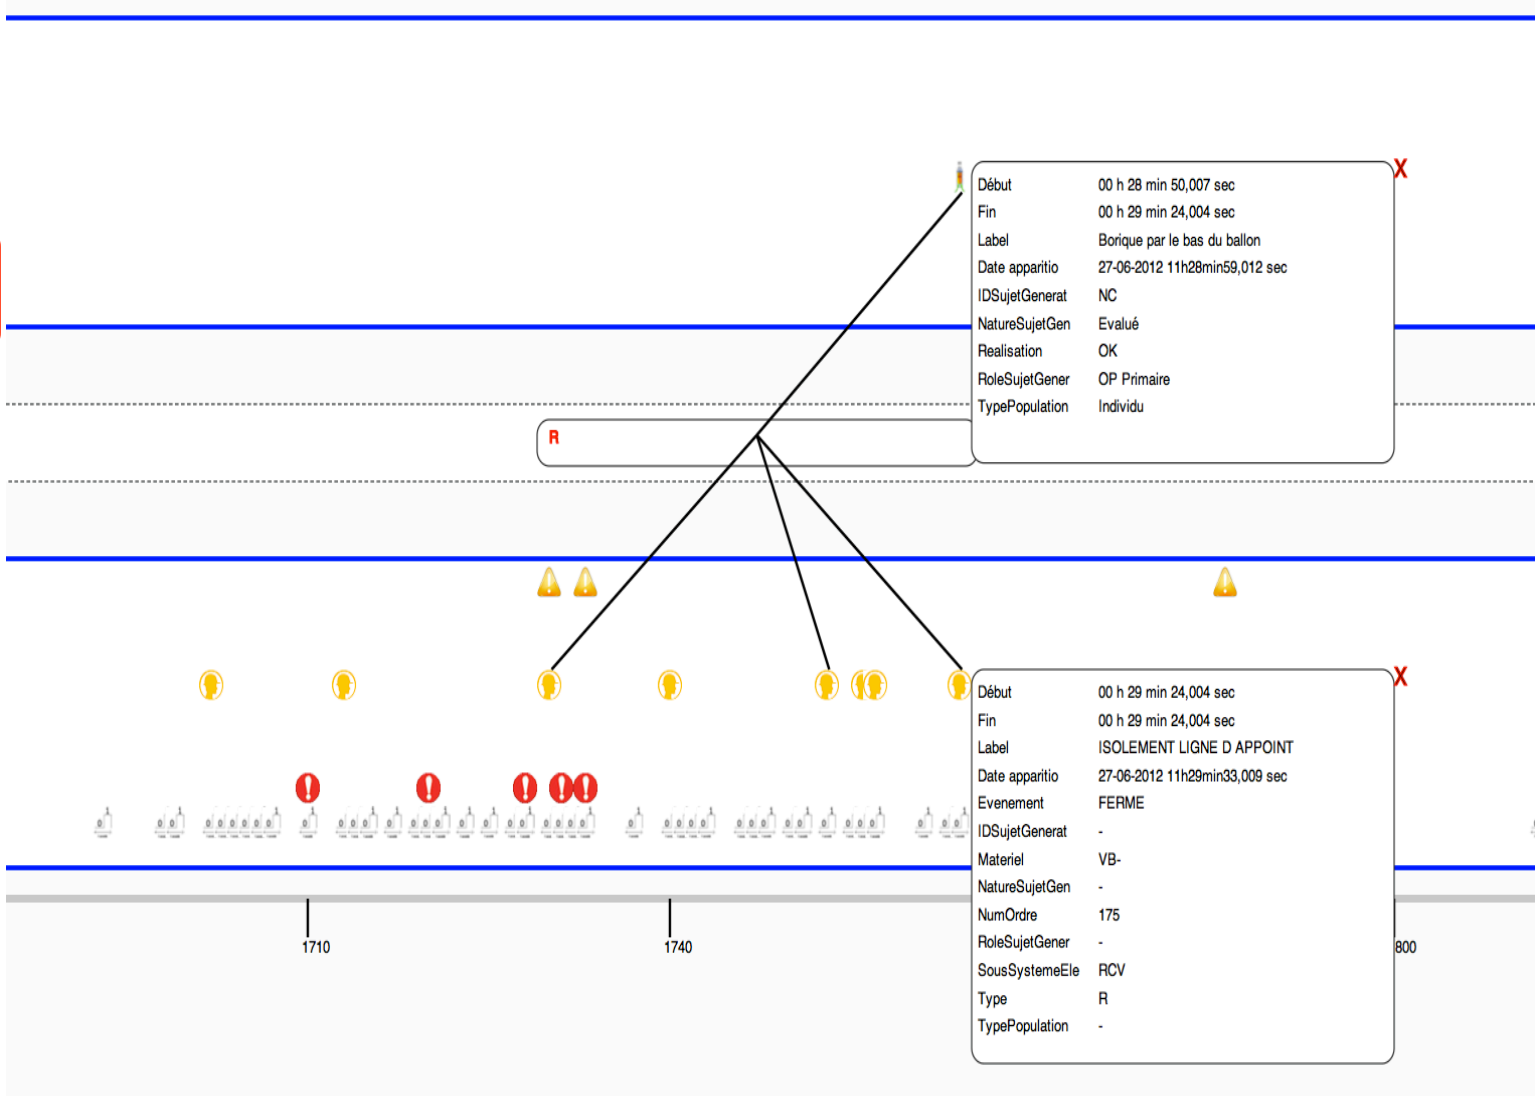 X
Début 00 h 28 min 50,007 sec
Fin 00 h 29 min 24,004 sec
Label Borique par le bas du ballon
Date apparitio 27-06-2012 11h28min59,012 sec
IDSujetGenerat NC
NatureSujetGen Evalué
Realisation OK
RoleSujetGener OP Primaire
TypePopulation Individu
R
X
Début 00 h 29 min 24,004 sec
Fin 00 h 29 min 24,004 sec
Label ISOLEMENT LIGNE D APPOINT
Date apparitio 27-06-2012 11h29min33,009 sec
Evenement FERME
IDSujetGenerat -
Materiel VB-
NatureSujetGen -
NumOrdre 175
RoleSujetGener -
SousSystemeEle RCV
Type R
TypePopulation -
1710 1740 800